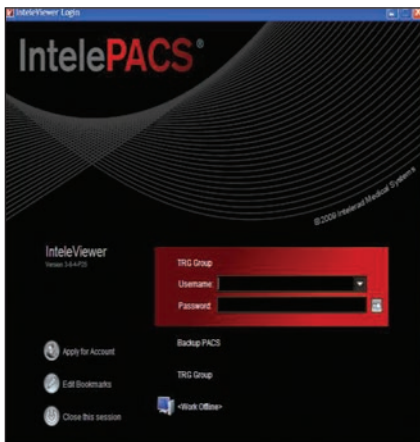 InteleViewer Login
IntelePACS®
©2009 Intelerad Medical Systems
InteleViewer
TRG Group
Username:
Password:
Backup PACS
Apply for Account
TRG Group
Edit Bookmarks
<Work Offline>
Close this session